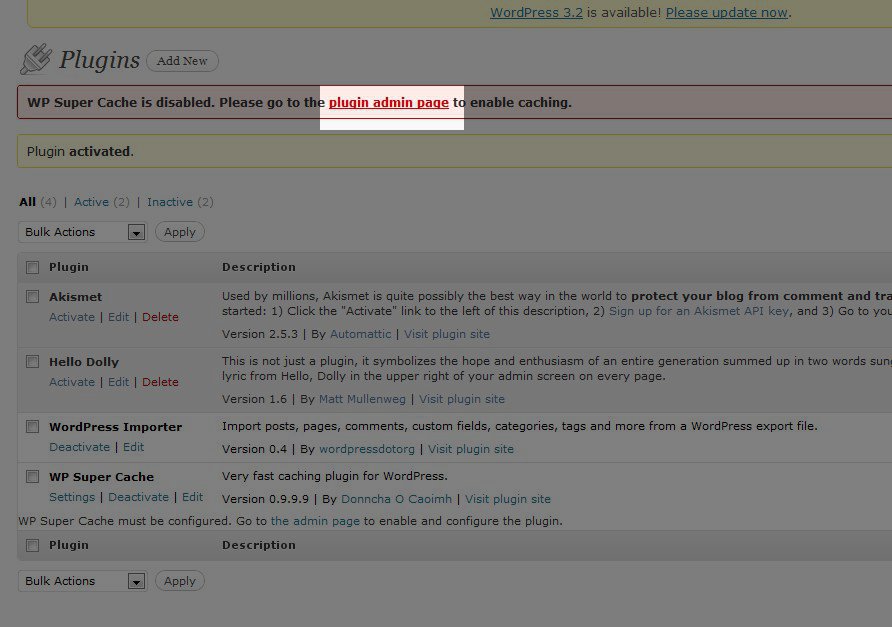 WordPress 3.2 is available! Please update now.
Plugins Add New
WP Super Cache is disabled. Please go to the plugin admin page to enable caching.
Plugin activated.
All (4) | Active (2) | Inactive (2)
Bulk Actions Apply
Plugin Description
Akismet Used by millions, Akismet is quite possibly the best way in the world to protect your blog from comment and tra
Activate | Edit | Delete started: 1) Click the "Activate" link to the left of this description, 2) Sign up for an Akismet API key, and 3) Go to you
Version 2.5.3 | By Automattic | Visit plugin site
Hello Dolly This is not just a plugin, it symbolizes the hope and enthusiasm of an entire generation summed up in two words sung
Activate | Edit | Delete lyric from Hello, Dolly in the upper right of your admin screen on every page.
Version 1.6 | By Matt Mullenweg | Visit plugin site
WordPress Importer Import posts, pages, comments, custom fields, categories, tags and more from a WordPress export file.
Deactivate | Edit Version 0.4 | By wordpressdotorg | Visit plugin site
WP Super Cache Very fast caching plugin for WordPress.
Settings | Deactivate | Edit Version 0.9.9.9 | By Donncha O Caoimh | Visit plugin site
WP Super Cache must be configured. Go to the admin page to enable and configure the plugin.
Plugin Description
Bulk Actions Apply